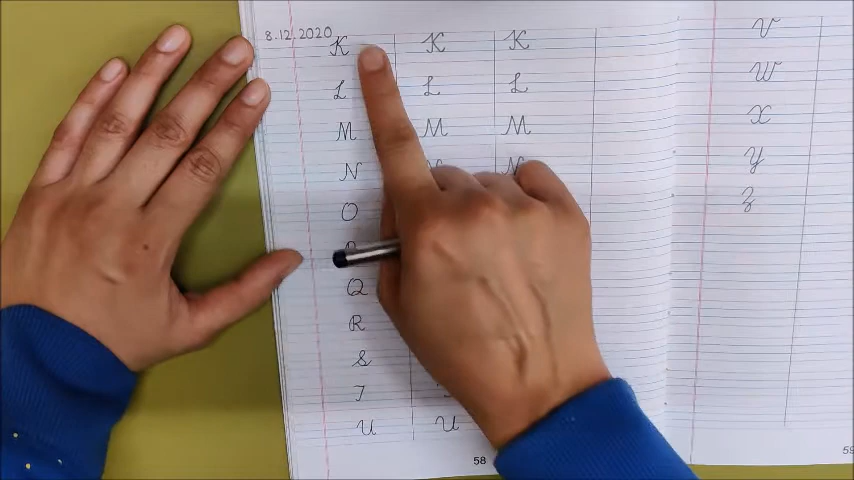 8.12.2020
K K K
L L L
M M M
N N N
O
Q
R
S
T
U U
58
V
W
X
Y
Z
59